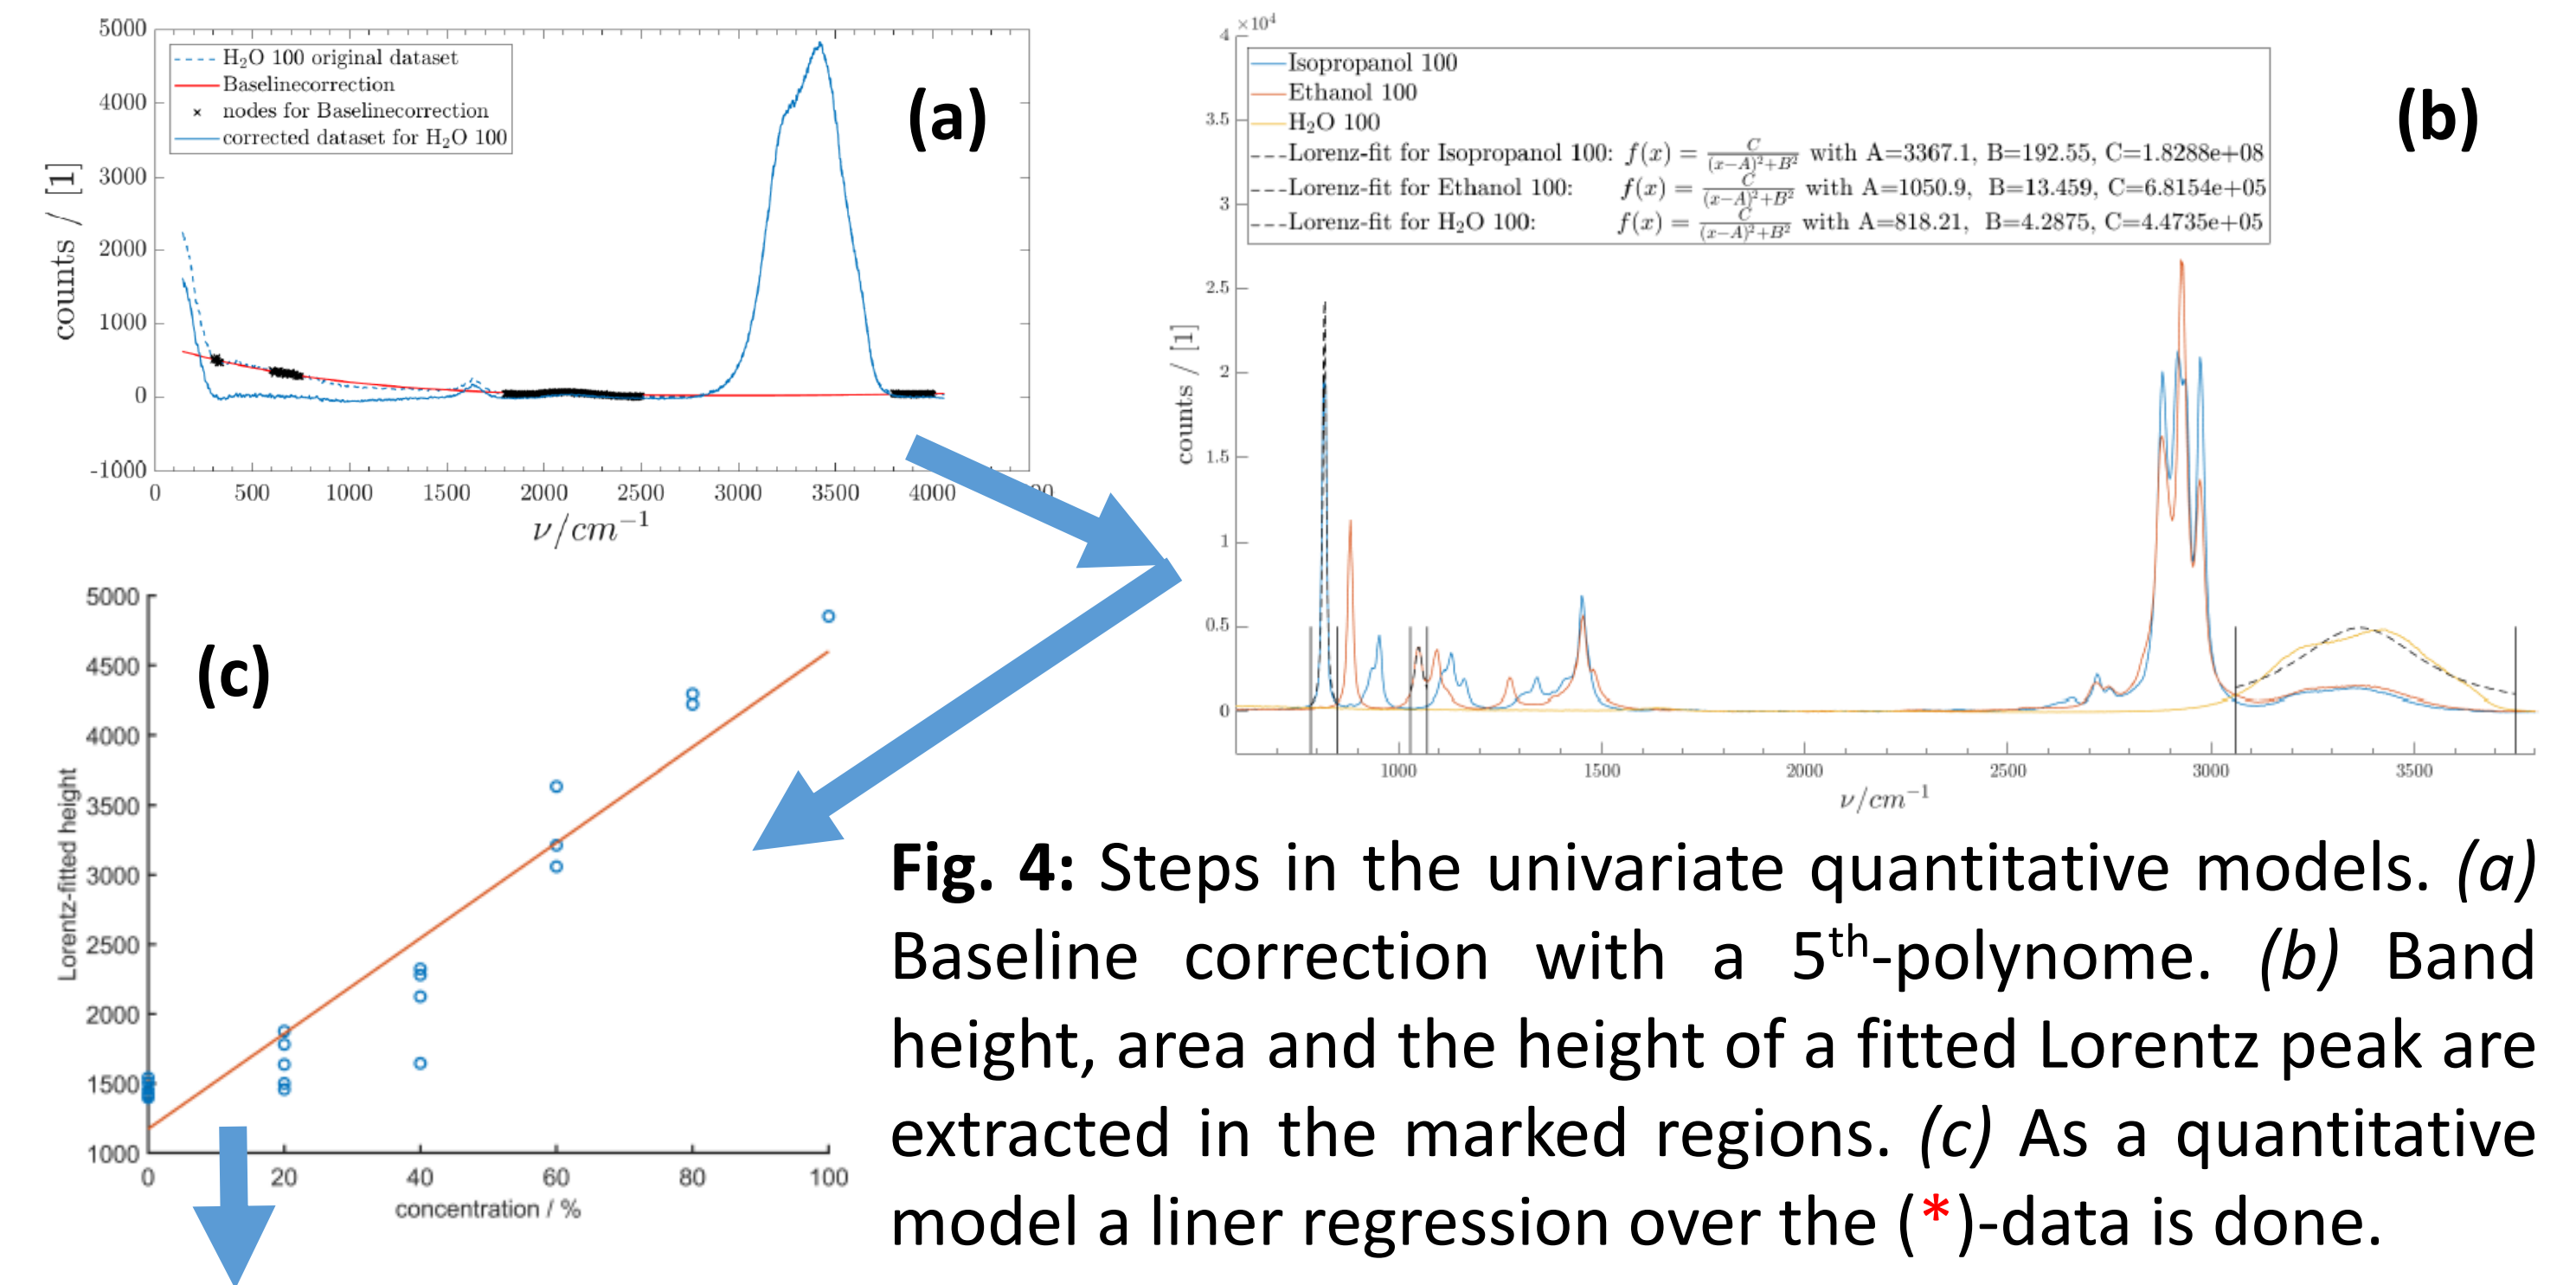 5000
4000
3000
2000
1000
0
-1000
counts / [1]
H₂O 100 original dataset
Baselinecorrection
nodes for Baselinecorrection
corrected dataset for H₂O 100
(a)
0 500 1000 1500 2000 2500 3000 3500 4000
ν/cm⁻¹
×10⁴
4
3.5
3
2.5
2
1.5
1
0.5
0
counts / [1]
Isopropanol 100
Ethanol 100
H₂O 100
Lorenz-fit for Isopropanol 100: f(x) = C/((x−A)²+B²) with A=3367.1, B=192.55, C=1.8288e+08
Lorenz-fit for Ethanol 100: f(x) = C/((x−A)²+B²) with A=1050.9, B=13.459, C=6.8154e+05
Lorenz-fit for H₂O 100: f(x) = C/((x−A)²+B²) with A=818.21, B=4.2875, C=4.4735e+05
(b)
1000 1500 2000 2500 3000 3500
ν/cm⁻¹
5000
4500
4000
3500
3000
2500
2000
1500
1000
Lorentz-fitted height
(c)
0 20 40 60 80 100
concentration / %
Fig. 4: Steps in the univariate quantitative models. (a)
Baseline correction with a 5th-polynome. (b) Band
height, area and the height of a fitted Lorentz peak are
extracted in the marked regions. (c) As a quantitative
model a liner regression over the (*)-data is done.